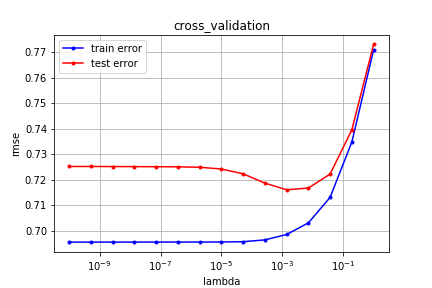 cross_validation
train error
test error
0.77
0.76
0.75
0.74
0.73
0.72
0.71
0.70
rmse
10⁻⁹ 10⁻⁷ 10⁻⁵ 10⁻³ 10⁻¹
lambda